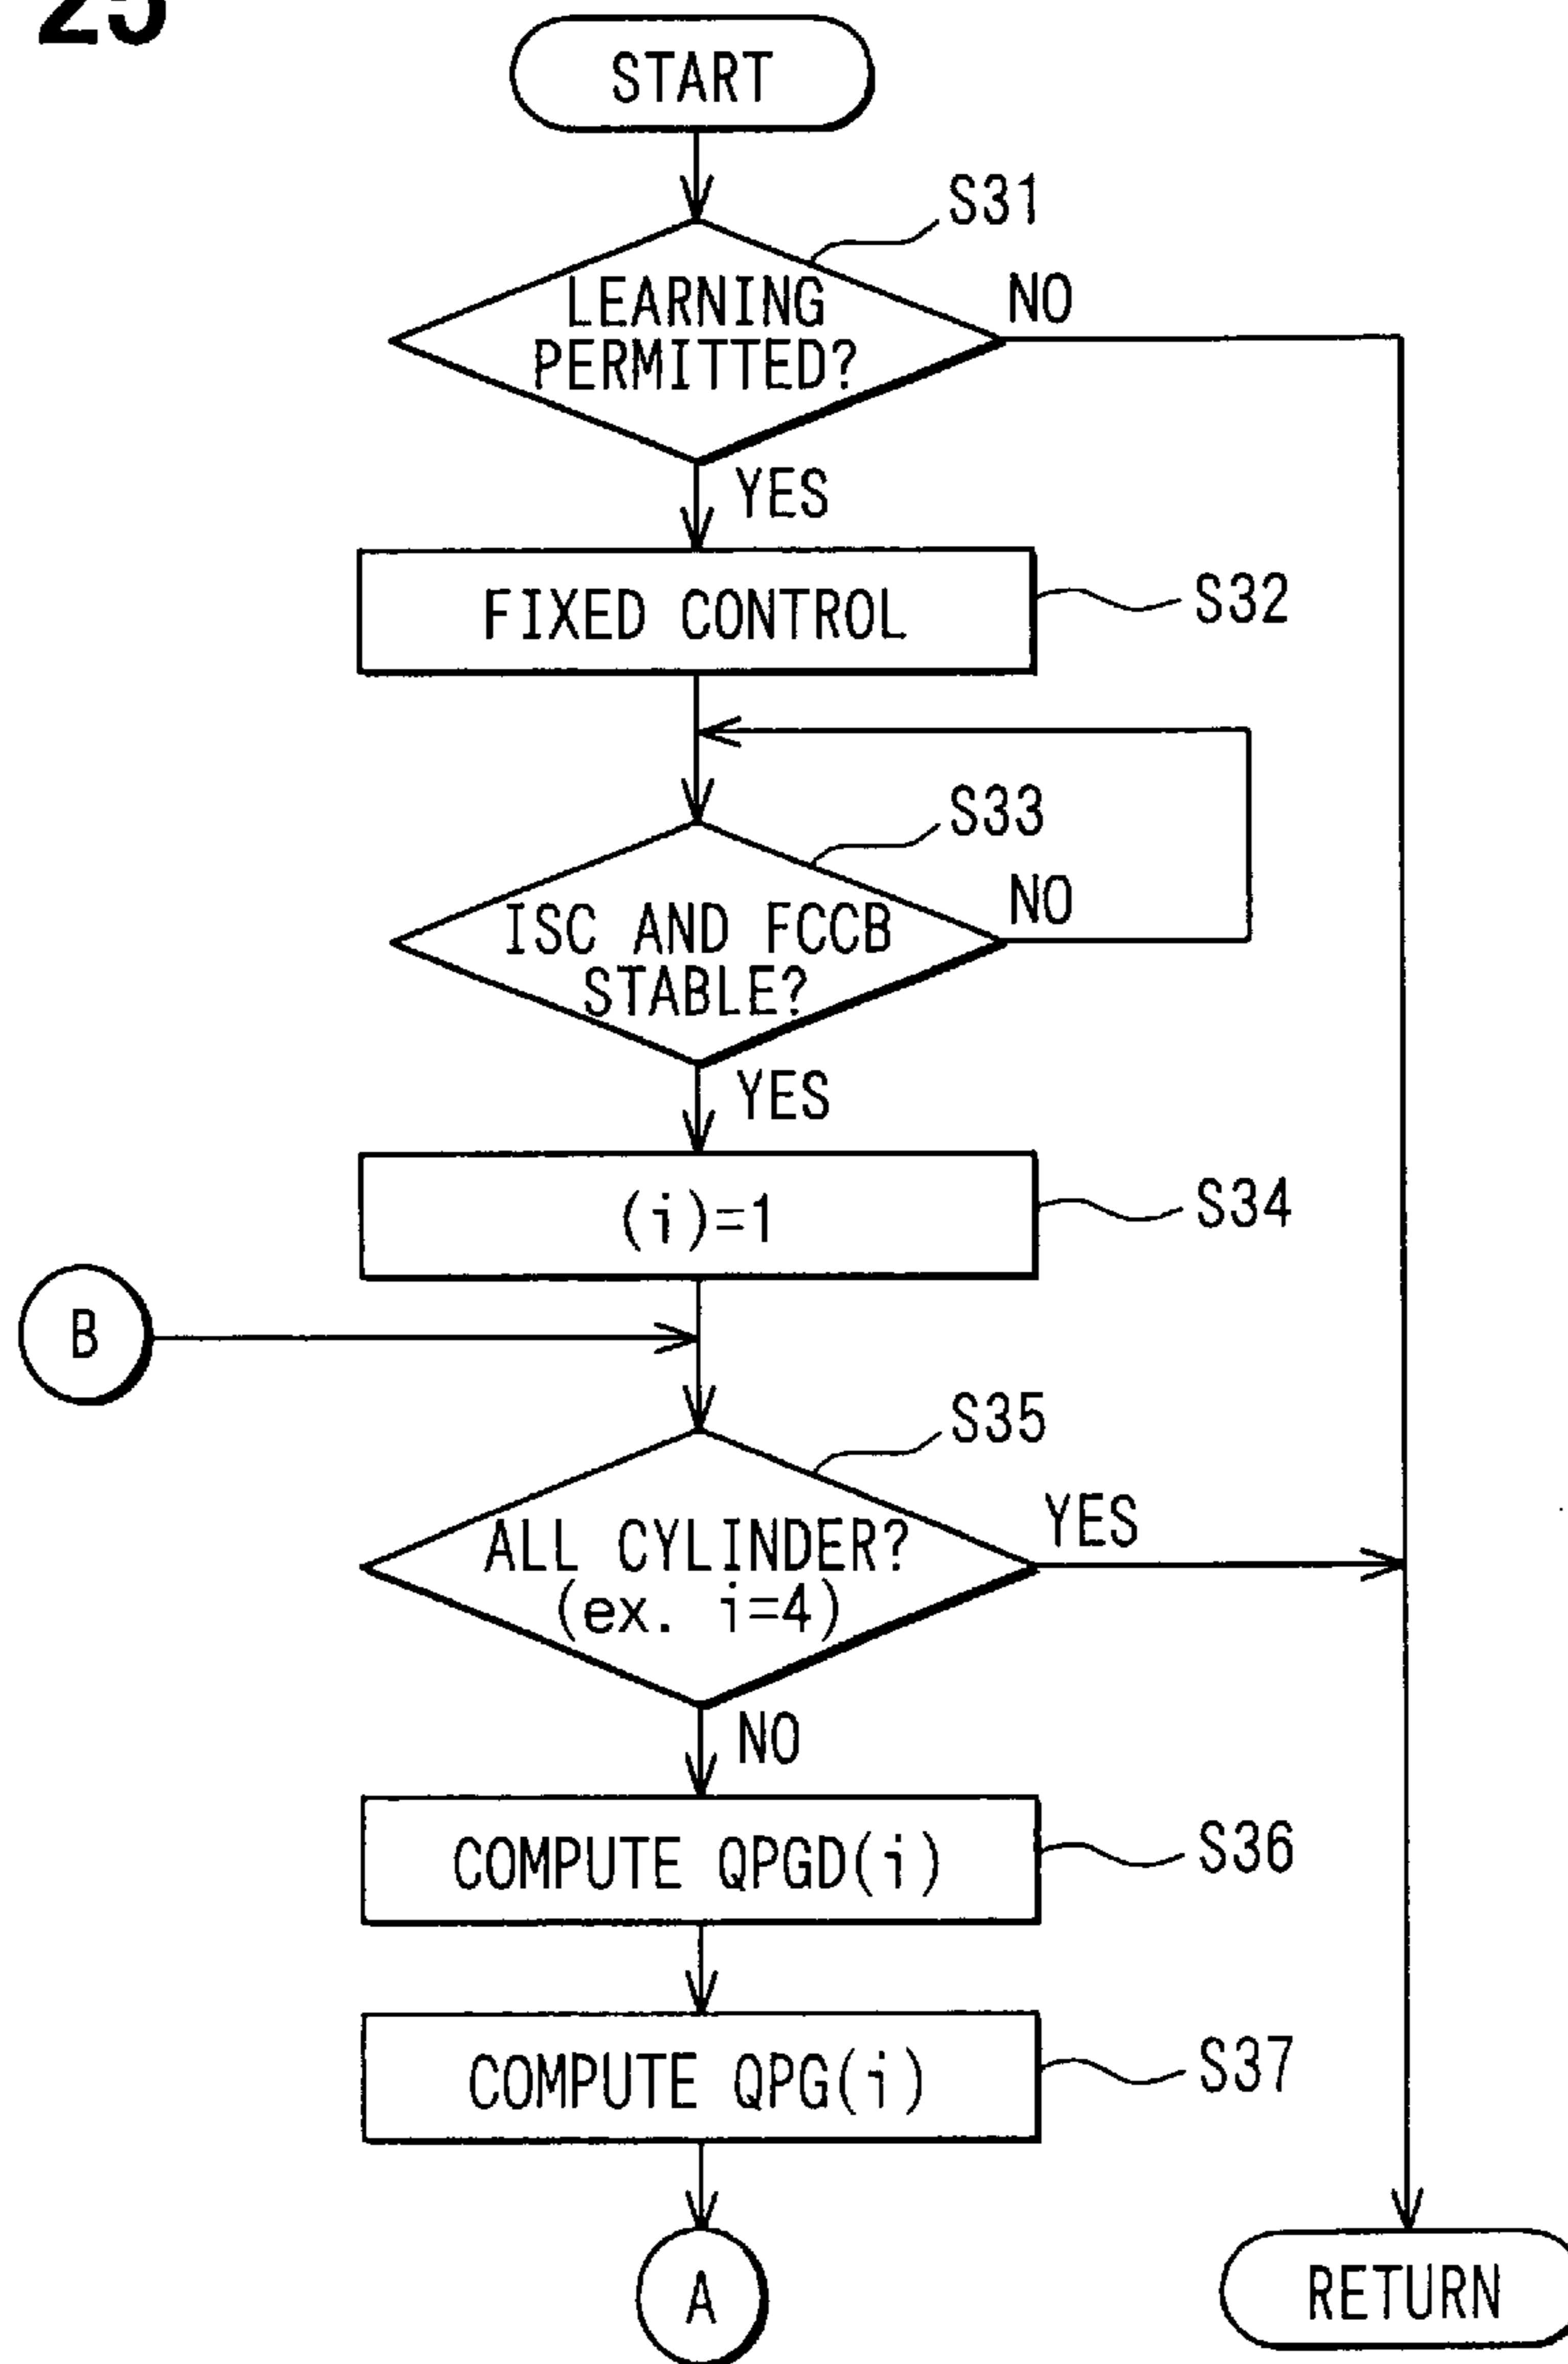 25
START
S31
LEARNING
PERMITTED?
NO
YES
FIXED CONTROL
S32
S33
ISC AND FCCB
STABLE?
NO
YES
(i)=1
S34
B
S35
ALL CYLINDER?
(ex. i=4)
YES
NO
COMPUTE QPGD(i)
S36
COMPUTE QPG(i)
S37
A
RETURN